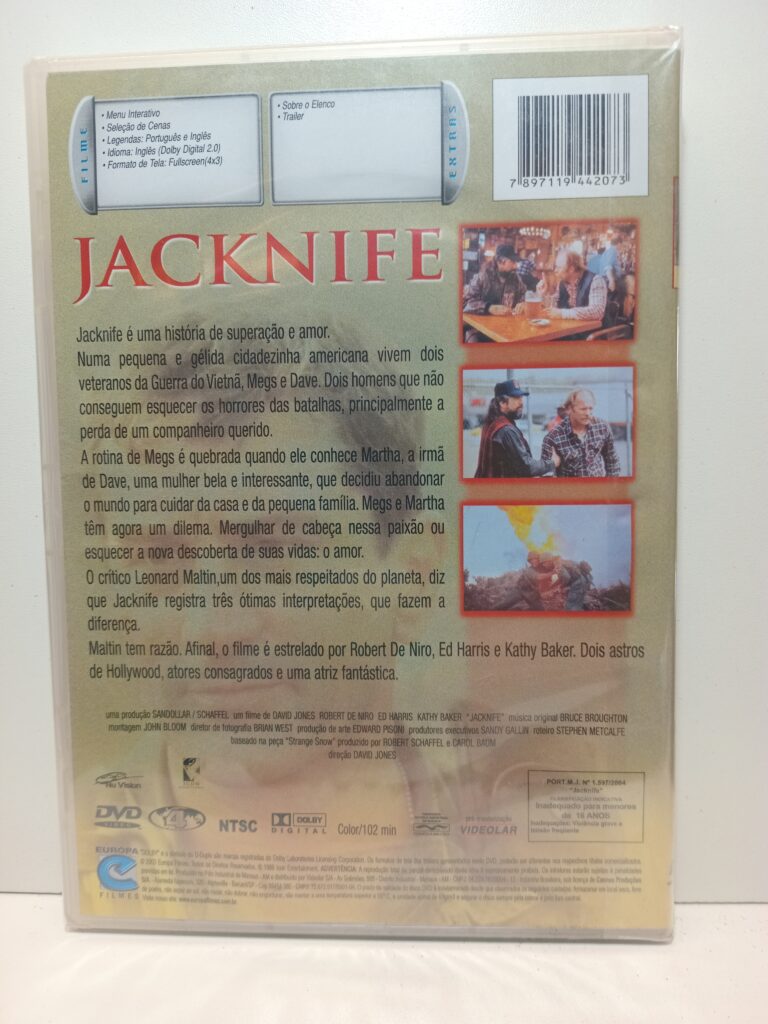 FILME
• Menu Interativo
• Seleção de Cenas
• Legendas: Português e Inglês
• Idioma: Inglês (Dolby Digital 2.0)
• Formato de Tela: Fullscreen(4x3)
• Sobre o Elenco
• Trailer
EXTRAS
7 897119 442073
JACKNIFE
Jacknife é uma história de superação e amor.
Numa pequena e gélida cidadezinha americana vivem dois
veteranos da Guerra do Vietnã, Megs e Dave. Dois homens que não
conseguem esquecer os horrores das batalhas, principalmente a
perda de um companheiro querido.
A rotina de Megs é quebrada quando ele conhece Martha, a irmã
de Dave, uma mulher bela e interessante, que decidiu abandonar
o mundo para cuidar da casa e da pequena família. Megs e Martha
têm agora um dilema. Mergulhar de cabeça nessa paixão ou
esquecer a nova descoberta de suas vidas: o amor.
O crítico Leonard Maltin,um dos mais respeitados do planeta, diz
que Jacknife registra três ótimas interpretações, que fazem a
diferença.
Maltin tem razão. Afinal, o filme é estrelado por Robert De Niro, Ed Harris e Kathy Baker. Dois astros
de Hollywood, atores consagrados e uma atriz fantástica.
uma produção SANDOLLAR / SCHAFFEL um filme de DAVID JONES ROBERT DE NIRO ED HARRIS KATHY BAKER "JACKNIFE" música original BRUCE BROUGHTON
montagem JOHN BLOOM diretor de fotografia BRIAN WEST produção de arte EDWARD PISONI produtores executivos SANDY GALLIN roteiro STEPHEN METCALFE
baseado na peça "Strange Snow" produzido por ROBERT SCHAFFEL e CAROL BAUM
direção DAVID JONES
Nu Vision
DVD
VIDEO
4
NTSC
DOLBY
DIGITAL
Color/102 min
VIDEOLAR
PORT.M.J. Nº 1.597/2004
"Jacknife"
CLASSIFICAÇÃO INDICATIVA
Inadequado para menores
de 16 ANOS
Inadequações: Violência grave e
tensão freqüente
EUROPA
FILMES